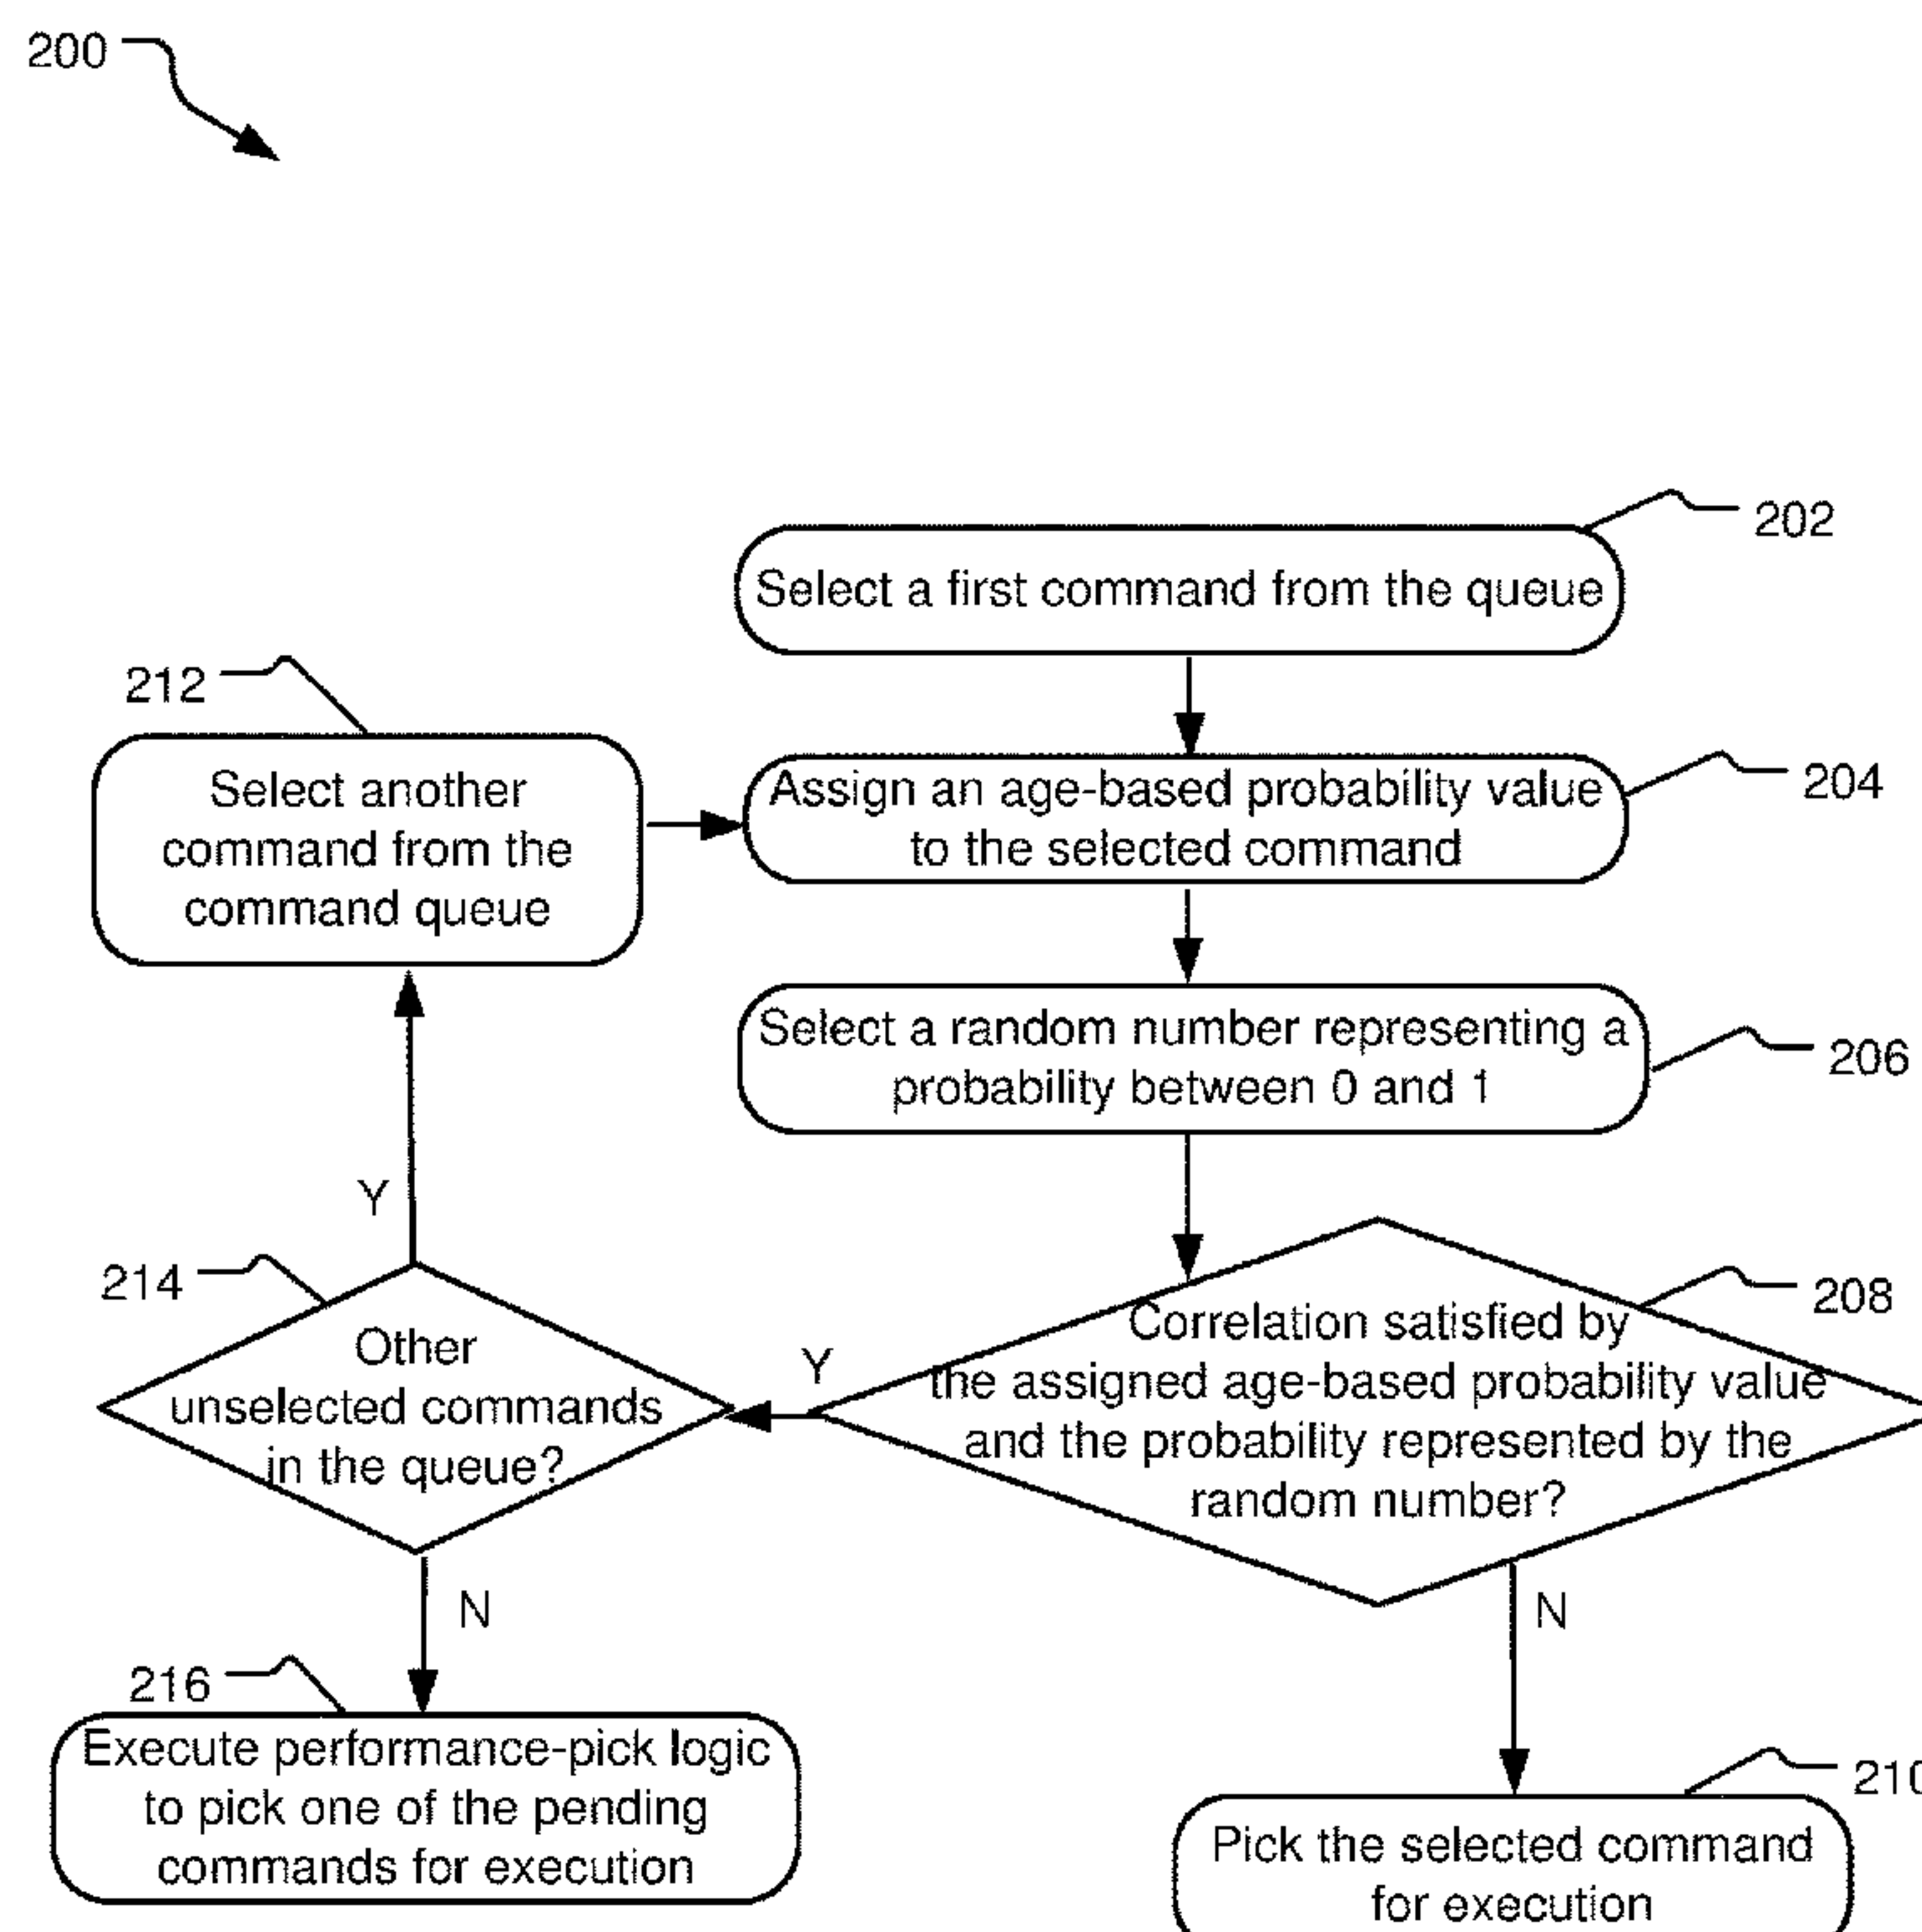 200
202
Select a first command from the queue
212
Select another
command from the
command queue
204
Assign an age-based probability value
to the selected command
206
Select a random number representing a
probability between 0 and 1
Y
214
Other
unselected commands
in the queue?
Y
208
Correlation satisfied by
the assigned age-based probability value
and the probability represented by the
random number?
N
N
216
Execute performance-pick logic
to pick one of the pending
commands for execution
210
Pick the selected command
for execution